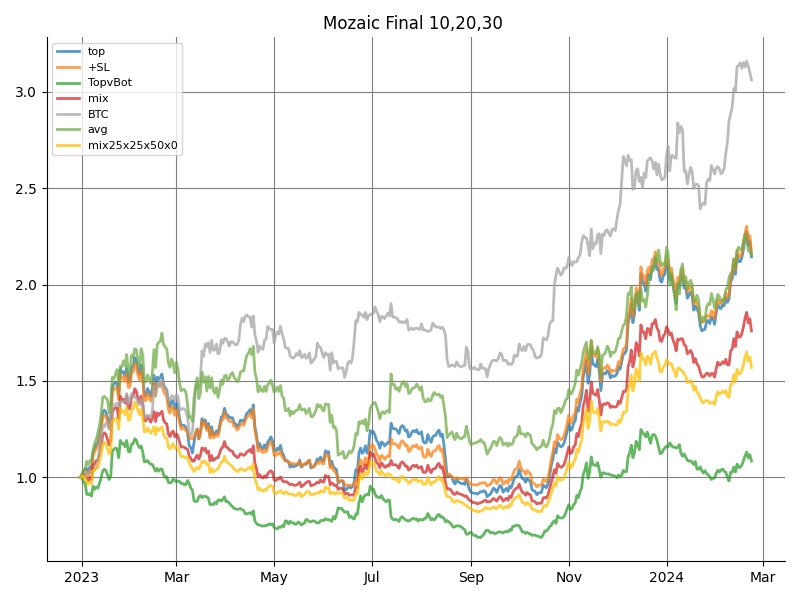 Mozaic Final 10,20,30
top
+SL
TopvBot
mix
BTC
avg
mix25x25x50x0
3.0
2.5
2.0
1.5
1.0
2023 Mar May Jul Sep Nov 2024 Mar